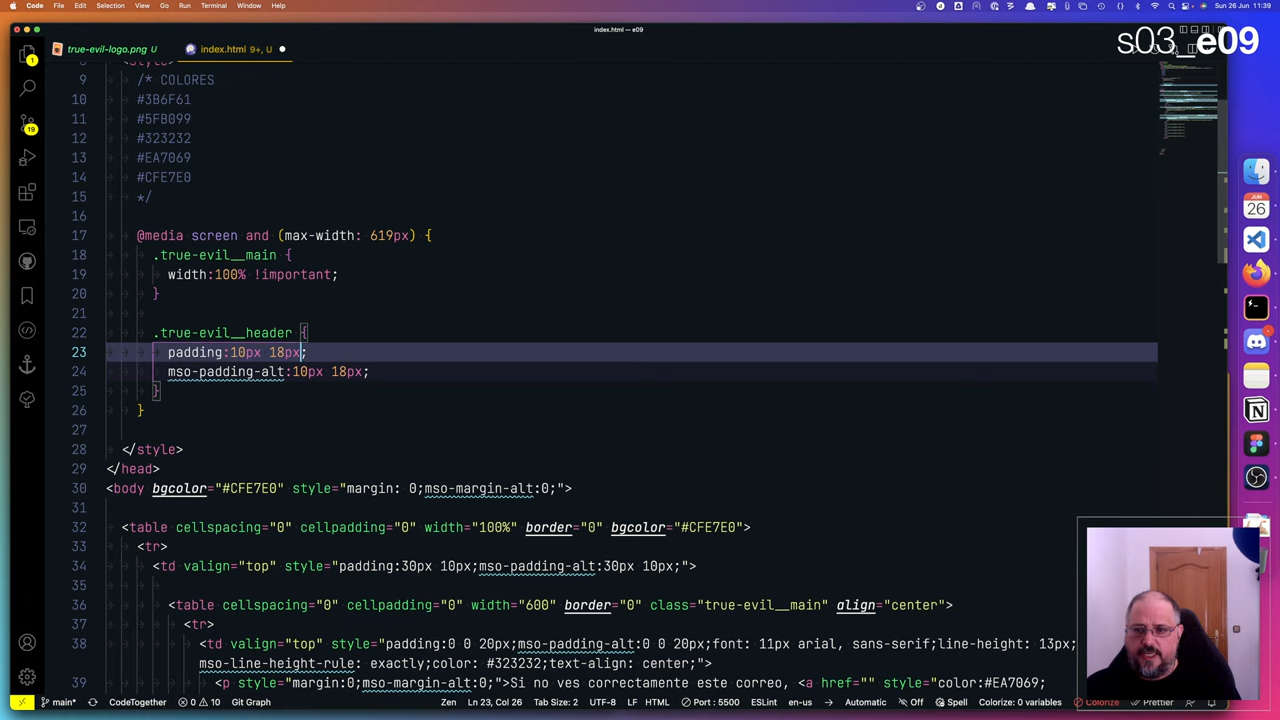 Code File Edit Selection View Go Run Terminal Window Help
Sun 26 Jun 11:39
index.html — e09
s03_e09
true-evil-logo.png U
index.html 9+, U
8 <style>
9 /* COLORES
10 #3B6F61
11 #5FB099
12 #323232
13 #EA7069
14 #CFE7E0
15 */
16
17 @media screen and (max-width: 619px) {
18 .true-evil__main {
19 width:100% !important;
20 }
21
22 .true-evil__header {
23 padding:10px 18px;
24 mso-padding-alt:10px 18px;
25 }
26 }
27
28 </style>
29 </head>
30 <body bgcolor="#CFE7E0" style="margin: 0;mso-margin-alt:0;">
31
32 <table cellspacing="0" cellpadding="0" width="100%" border="0" bgcolor="#CFE7E0">
33 <tr>
34 <td valign="top" style="padding:30px 10px;mso-padding-alt:30px 10px;">
35
36 <table cellspacing="0" cellpadding="0" width="600" border="0" class="true-evil__main" align="center">
37 <tr>
38 <td valign="top" style="padding:0 0 20px;mso-padding-alt:0 0 20px;font: 11px arial, sans-serif;line-height: 13px;
mso-line-height-rule: exactly;color: #323232;text-align: center;">
39 <p style="margin:0;mso-margin-alt:0;">Si no ves correctamente este correo, <a href="" style="color:#EA7069;
1
19
JUN
26
main* CodeTogether 0 10 Git Graph
Zen Ln 23, Col 26 Tab Size: 2 UTF-8 LF HTML Port : 5500 ESLint en-us Automatic Off Spell Colorize: 0 variables Colorize Prettier